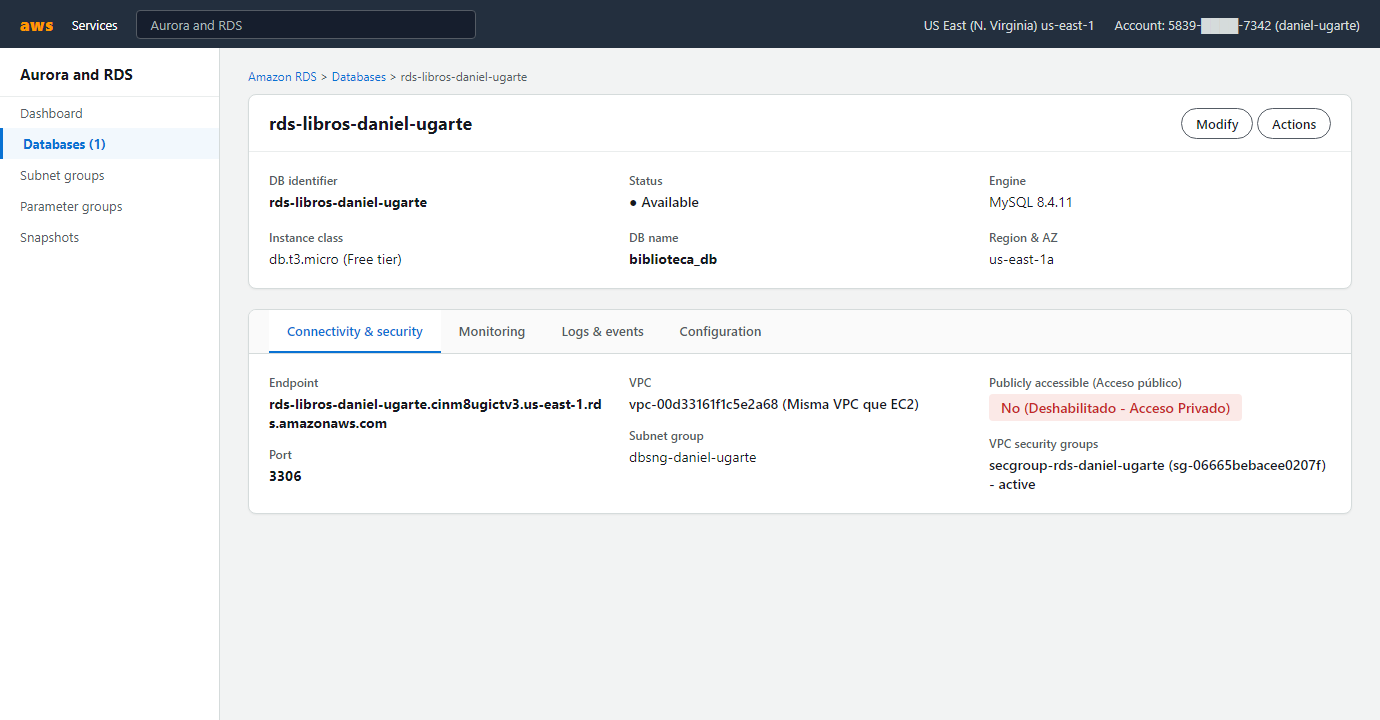 aws Services Aurora and RDS US East (N. Virginia) us-east-1 Account: 5839-████-7342 (daniel-ugarte)
Aurora and RDS
Dashboard
Databases (1)
Subnet groups
Parameter groups
Snapshots
Amazon RDS > Databases > rds-libros-daniel-ugarte
rds-libros-daniel-ugarte Modify Actions
DB identifier
rds-libros-daniel-ugarte
Status
● Available
Engine
MySQL 8.4.11
Instance class
db.t3.micro (Free tier)
DB name
biblioteca_db
Region & AZ
us-east-1a
Connectivity & security Monitoring Logs & events Configuration
Endpoint
rds-libros-daniel-ugarte.cinm8ugictv3.us-east-1.rd
s.amazonaws.com
Port
3306
VPC
vpc-00d33161f1c5e2a68 (Misma VPC que EC2)
Subnet group
dbsng-daniel-ugarte
Publicly accessible (Acceso público)
No (Deshabilitado - Acceso Privado)
VPC security groups
secgroup-rds-daniel-ugarte (sg-06665bebacee0207f)
- active